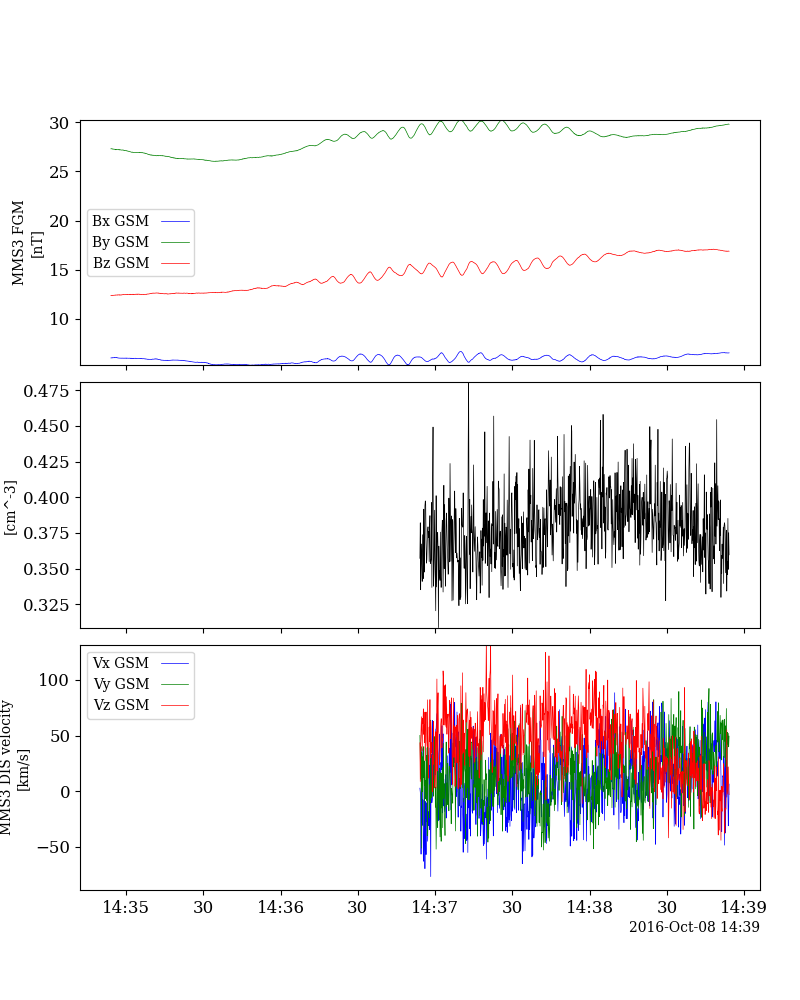 30
25
20
15
10
MMS3 FGM
[nT]
Bx GSM
By GSM
Bz GSM
0.475
0.450
0.425
0.400
0.375
0.350
0.325
[cm^-3]
100
50
0
−50
MMS3 DIS velocity
[km/s]
Vx GSM
Vy GSM
Vz GSM
14:35 30 14:36 30 14:37 30 14:38 30 14:39
2016-Oct-08 14:39